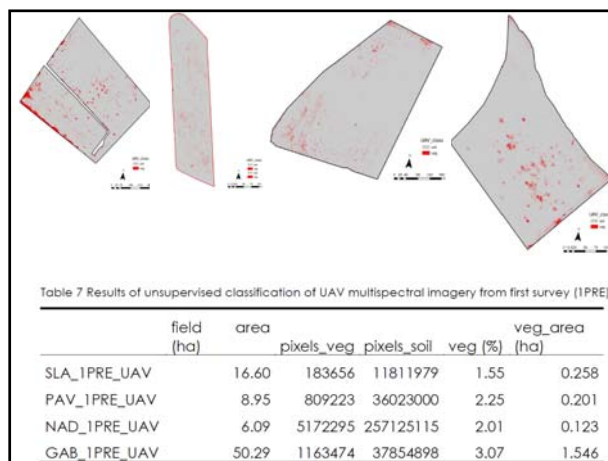 Table 7 Results of unsupervised classification of UAV multispectral imagery from first survey (1PRE)
field area veg_area
(ha) pixels_veg pixels_soil veg (%) (ha)
SLA_1PRE_UAV 16.60 183656 11811979 1.55 0.258
PAV_1PRE_UAV 8.95 809223 36023000 2.25 0.201
NAD_1PRE_UAV 6.09 5172295 257125115 2.01 0.123
GAB_1PRE_UAV 50.29 1163474 37854898 3.07 1.546